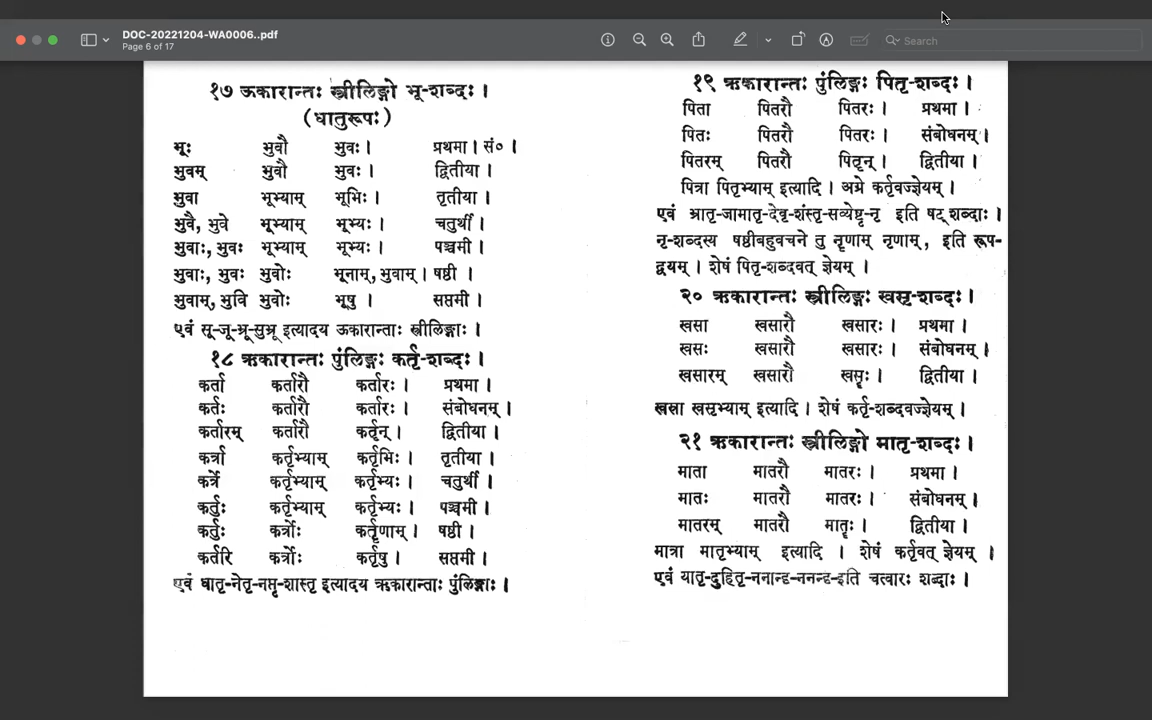 DOC-20221204-WA0006..pdf
Page 6 of 17
Search
१७ ऊकारान्तः स्त्रीलिङ्गो भू-शब्दः ।
(धातुरूपः)
भूः भुवौ भुवः । प्रथमा । सं० ।
भुवम् भुवौ भुवः । द्वितीया ।
भुवा भूभ्याम् भूभिः । तृतीया ।
भुवै, भुवे भूभ्याम् भूभ्यः । चतुर्थी ।
भुवाः, भुवः भूभ्याम् भूभ्यः । पञ्चमी ।
भुवाः, भुवः भुवोः भूनाम्, भुवाम् । षष्ठी ।
भुवाम्, भुवि भुवोः भूषु । सप्तमी ।
एवं सू-जू-भ्रू-सुभ्रू इत्यादय ऊकारान्ताः स्त्रीलिङ्गाः ।
१८ ऋकारान्तः पुंलिङ्गः कर्तृ-शब्दः ।
कर्ता कर्तारौ कर्तारः । प्रथमा ।
कर्तः कर्तारौ कर्तारः । संबोधनम् ।
कर्तारम् कर्तारौ कर्तॄन् । द्वितीया ।
कर्त्रा कर्तृभ्याम् कर्तृभिः । तृतीया ।
कर्त्रे कर्तृभ्याम् कर्तृभ्यः । चतुर्थी ।
कर्तुः कर्तृभ्याम् कर्तृभ्यः । पञ्चमी ।
कर्तुः कर्त्रोः कर्तॄणाम् । षष्ठी ।
कर्तरि कर्त्रोः कर्तृषु । सप्तमी ।
एवं धातृ-नेतृ-नप्तृ-शास्तृ इत्यादय ऋकारान्ताः पुंलिङ्गाः ।
१९ ऋकारान्तः पुंलिङ्गः पितृ-शब्दः ।
पिता पितरौ पितरः । प्रथमा ।
पितः पितरौ पितरः । संबोधनम् ।
पितरम् पितरौ पितॄन् । द्वितीया ।
पित्रा पितृभ्याम् इत्यादि । अग्रे कर्तृवज्ज्ञेयम् ।
एवं भ्रातृ-जामातृ-देवृ-शंस्तृ-सव्येष्टृ-नृ इति षट् शब्दाः ।
नृ-शब्दस्य षष्ठीबहुवचने तु नॄणाम् नृणाम्, इति रूप-
द्वयम् । शेषं पितृ-शब्दवत् ज्ञेयम् ।
२० ऋकारान्तः स्त्रीलिङ्गः स्वसृ-शब्दः ।
स्वसा स्वसारौ स्वसारः । प्रथमा ।
स्वसः स्वसारौ स्वसारः । संबोधनम् ।
स्वसारम् स्वसारौ स्वसॄः । द्वितीया ।
स्वस्रा स्वसृभ्याम् इत्यादि । शेषं कर्तृ-शब्दवज्ज्ञेयम् ।
२१ ऋकारान्तः स्त्रीलिङ्गो मातृ-शब्दः ।
माता मातरौ मातरः । प्रथमा ।
मातः मातरौ मातरः । संबोधनम् ।
मातरम् मातरौ मातॄः । द्वितीया ।
मात्रा मातृभ्याम् इत्यादि । शेषं कर्तृवत् ज्ञेयम् ।
एवं यातृ-दुहितृ-ननान्दृ-ननन्दृ-इति चत्वारः शब्दाः ।